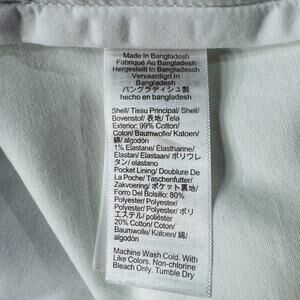 Made In Bangladesh
Fabriqué Au Bangladesh
Hergestellt In Bangladesch
Vervaardigd In
Bangladesh
バングラディシュ製
hecho en bangladesh
Shell/Tissu Principal/Shell/
Bovenstof/ 表地/ Tela
Exterior: 99% Cotton/
Coton/ Baumwolle/ Katoen/
綿/ algodón
1% Elastane/ Élasthanne/
Elastan/ Elastaan/ ポリウレ
タン/ elastano
Pocket Lining/ Doublure De
La Poche/ Taschenfutter/
Zakvoering/ ポケット裏地/
Forro Del Bolsillo: 80%
Polyester/ Polyester/
Polyester/ Polyester/ ポリ
エステル/ poliéster
20% Cotton/ Coton/
Baumwolle/ Katoen/ 綿/
algodón
Machine Wash Cold. With
Like Colors. Non-chlorine
Bleach Only. Tumble Dry